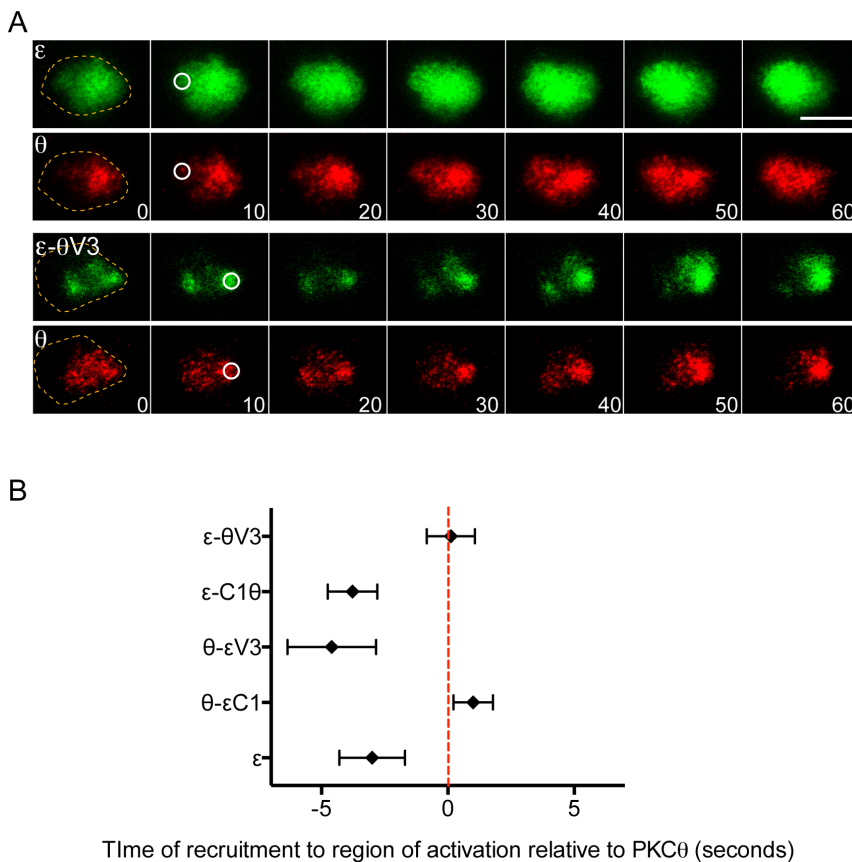 A
ε
θ
0 10 20 30 40 50 60
ε-θV3
θ
0 10 20 30 40 50 60
B
ε-θV3
ε-C1θ
θ-εV3
θ-εC1
ε
-5 0 5
TIme of recruitment to region of activation relative to PKCθ (seconds)